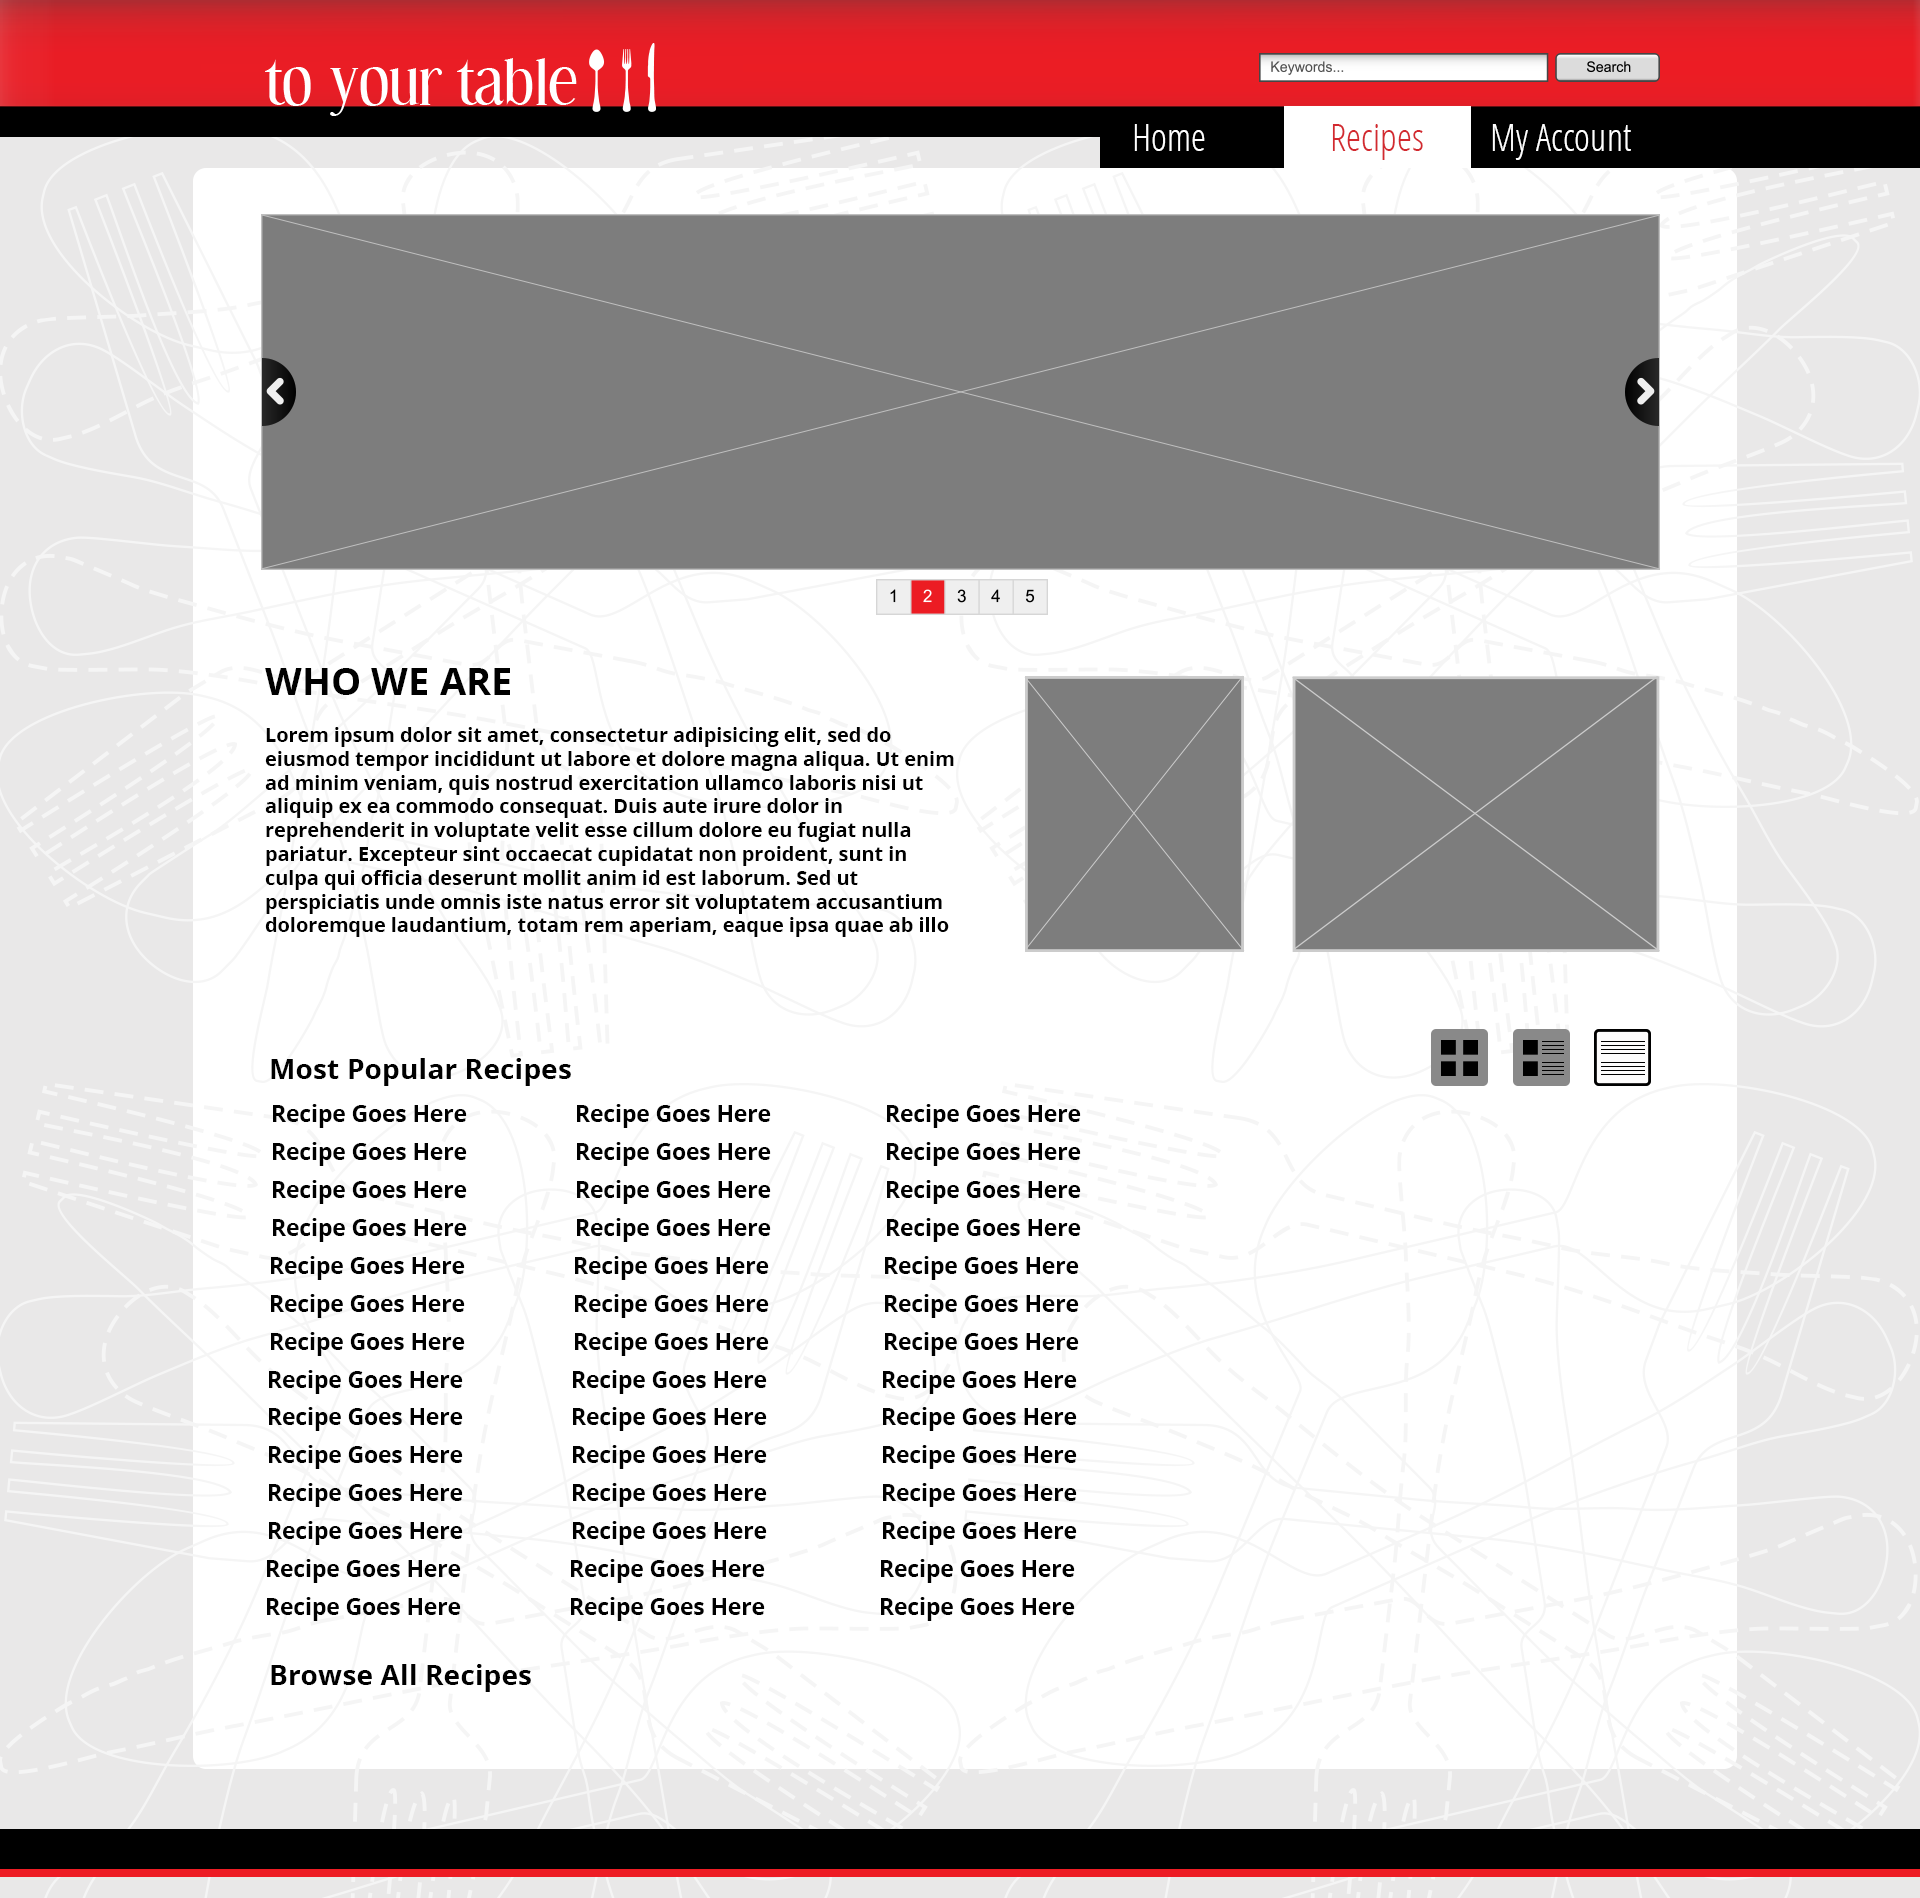 to your table
Keywords...
Search
Home
Recipes
My Account
1 2 3 4 5
WHO WE ARE
Lorem ipsum dolor sit amet, consectetur adipisicing elit, sed do
eiusmod tempor incididunt ut labore et dolore magna aliqua. Ut enim
ad minim veniam, quis nostrud exercitation ullamco laboris nisi ut
aliquip ex ea commodo consequat. Duis aute irure dolor in
reprehenderit in voluptate velit esse cillum dolore eu fugiat nulla
pariatur. Excepteur sint occaecat cupidatat non proident, sunt in
culpa qui officia deserunt mollit anim id est laborum. Sed ut
perspiciatis unde omnis iste natus error sit voluptatem accusantium
doloremque laudantium, totam rem aperiam, eaque ipsa quae ab illo
Most Popular Recipes
Recipe Goes Here Recipe Goes Here Recipe Goes Here
Recipe Goes Here Recipe Goes Here Recipe Goes Here
Recipe Goes Here Recipe Goes Here Recipe Goes Here
Recipe Goes Here Recipe Goes Here Recipe Goes Here
Recipe Goes Here Recipe Goes Here Recipe Goes Here
Recipe Goes Here Recipe Goes Here Recipe Goes Here
Recipe Goes Here Recipe Goes Here Recipe Goes Here
Recipe Goes Here Recipe Goes Here Recipe Goes Here
Recipe Goes Here Recipe Goes Here Recipe Goes Here
Recipe Goes Here Recipe Goes Here Recipe Goes Here
Recipe Goes Here Recipe Goes Here Recipe Goes Here
Recipe Goes Here Recipe Goes Here Recipe Goes Here
Recipe Goes Here Recipe Goes Here Recipe Goes Here
Recipe Goes Here Recipe Goes Here Recipe Goes Here
Browse All Recipes